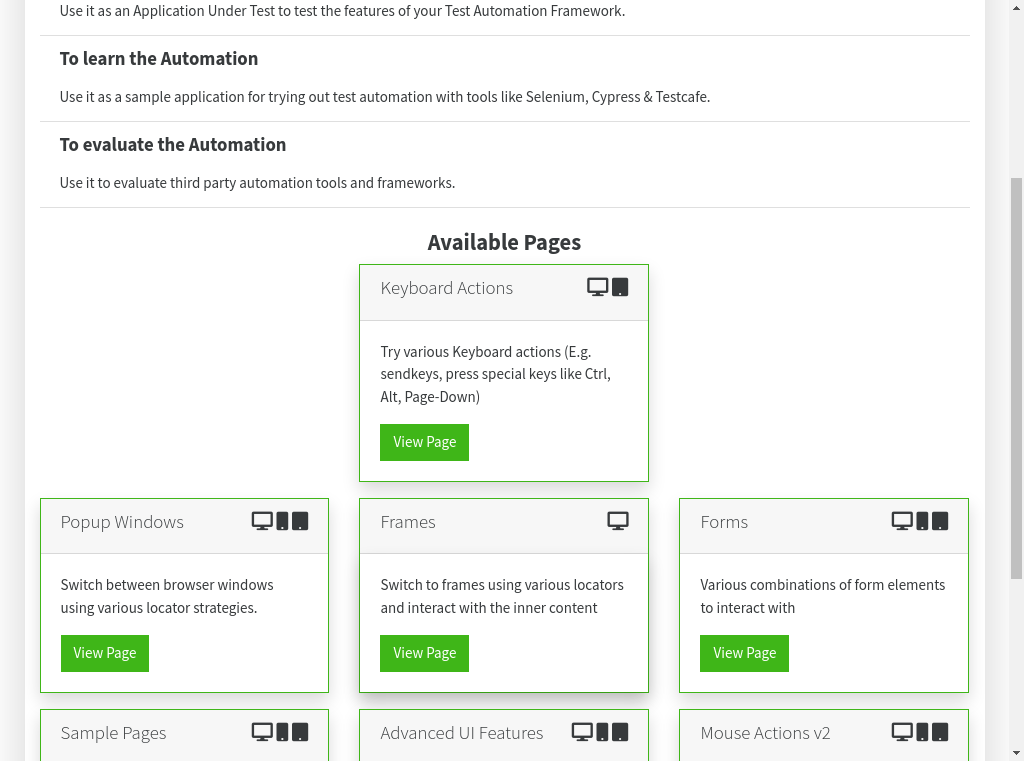 Use it as an Application Under Test to test the features of your Test Automation Framework.
To learn the Automation
Use it as a sample application for trying out test automation with tools like Selenium, Cypress & Testcafe.
To evaluate the Automation
Use it to evaluate third party automation tools and frameworks.
Available Pages
Keyboard Actions
Try various Keyboard actions (E.g.
sendkeys, press special keys like Ctrl,
Alt, Page-Down)
View Page
Popup Windows
Switch between browser windows
using various locator strategies.
View Page
Frames
Switch to frames using various locators
and interact with the inner content
View Page
Forms
Various combinations of form elements
to interact with
View Page
Sample Pages
Advanced UI Features
Mouse Actions v2